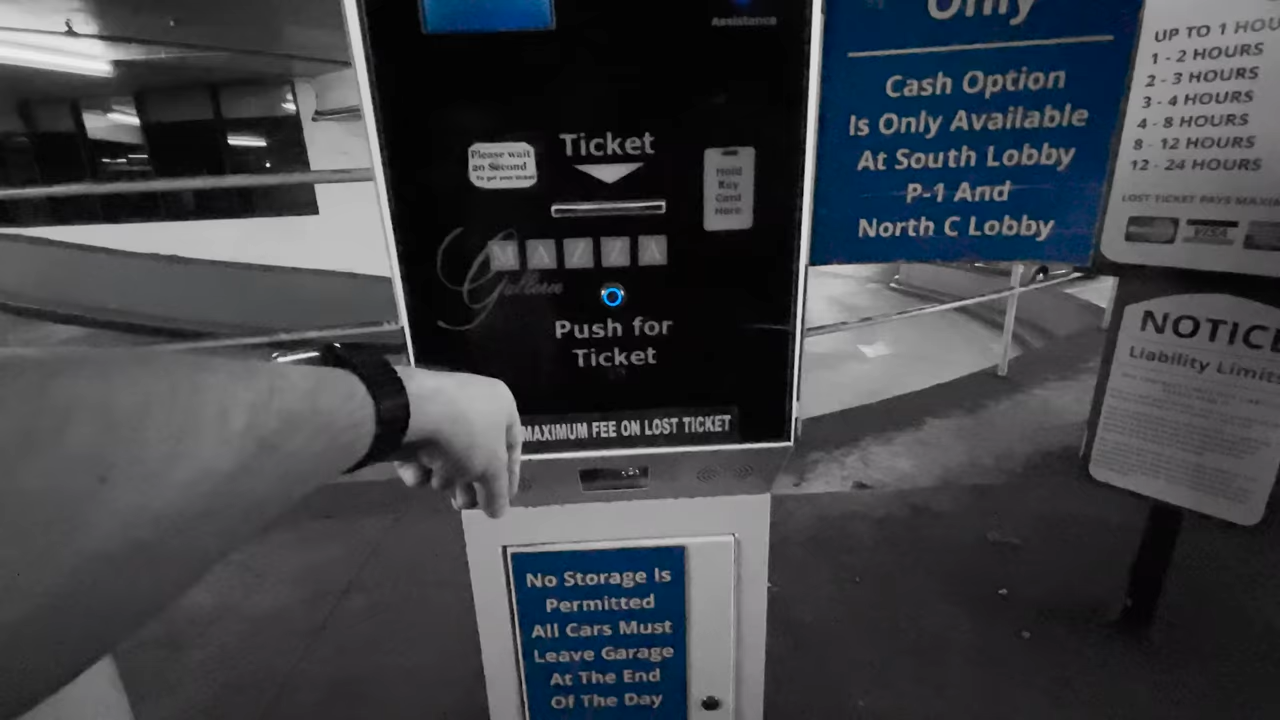 Assistance
Ticket
Please wait
20 Second
To get your ticket
Hold
Key
Card
Here
MAZZA
Galleria
Push for
Ticket
MAXIMUM FEE ON LOST TICKET
No Storage Is
Permitted
All Cars Must
Leave Garage
At The End
Of The Day
Only
Cash Option
Is Only Available
At South Lobby
P-1 And
North C Lobby
UP TO 1 HOU
1 - 2 HOURS
2 - 3 HOURS
3 - 4 HOURS
4 - 8 HOURS
8 - 12 HOURS
12 - 24 HOURS
LOST TICKET PAYS MAXI
VISA
NOTICE
Liability Limits